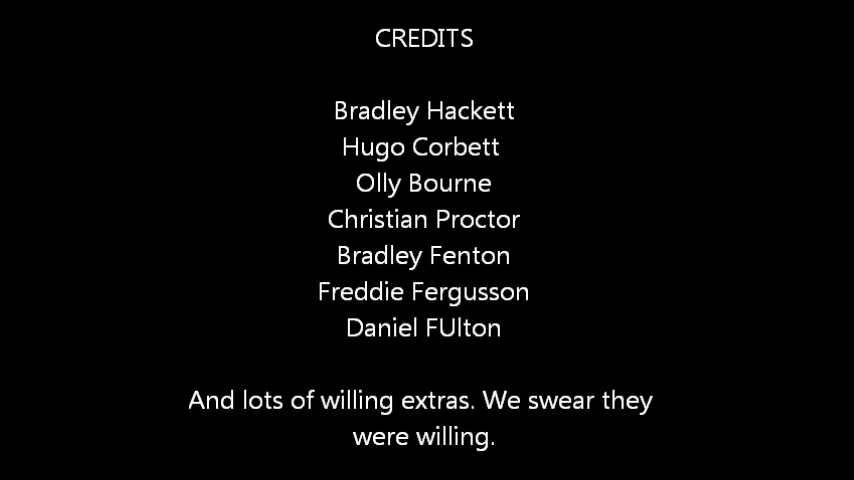 CREDITS
Bradley Hackett
Hugo Corbett
Olly Bourne
Christian Proctor
Bradley Fenton
Freddie Fergusson
Daniel FUlton
And lots of willing extras. We swear they
were willing.